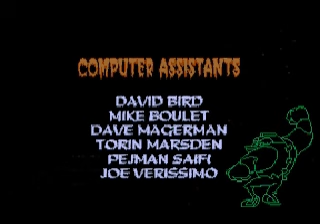 COMPUTER ASSISTANTS
DAVID BIRD
MIKE BOULET
DAVE MAGERMAN
TORIN MARSDEN
PEJMAN SAIFI
JOE VERISSIMO